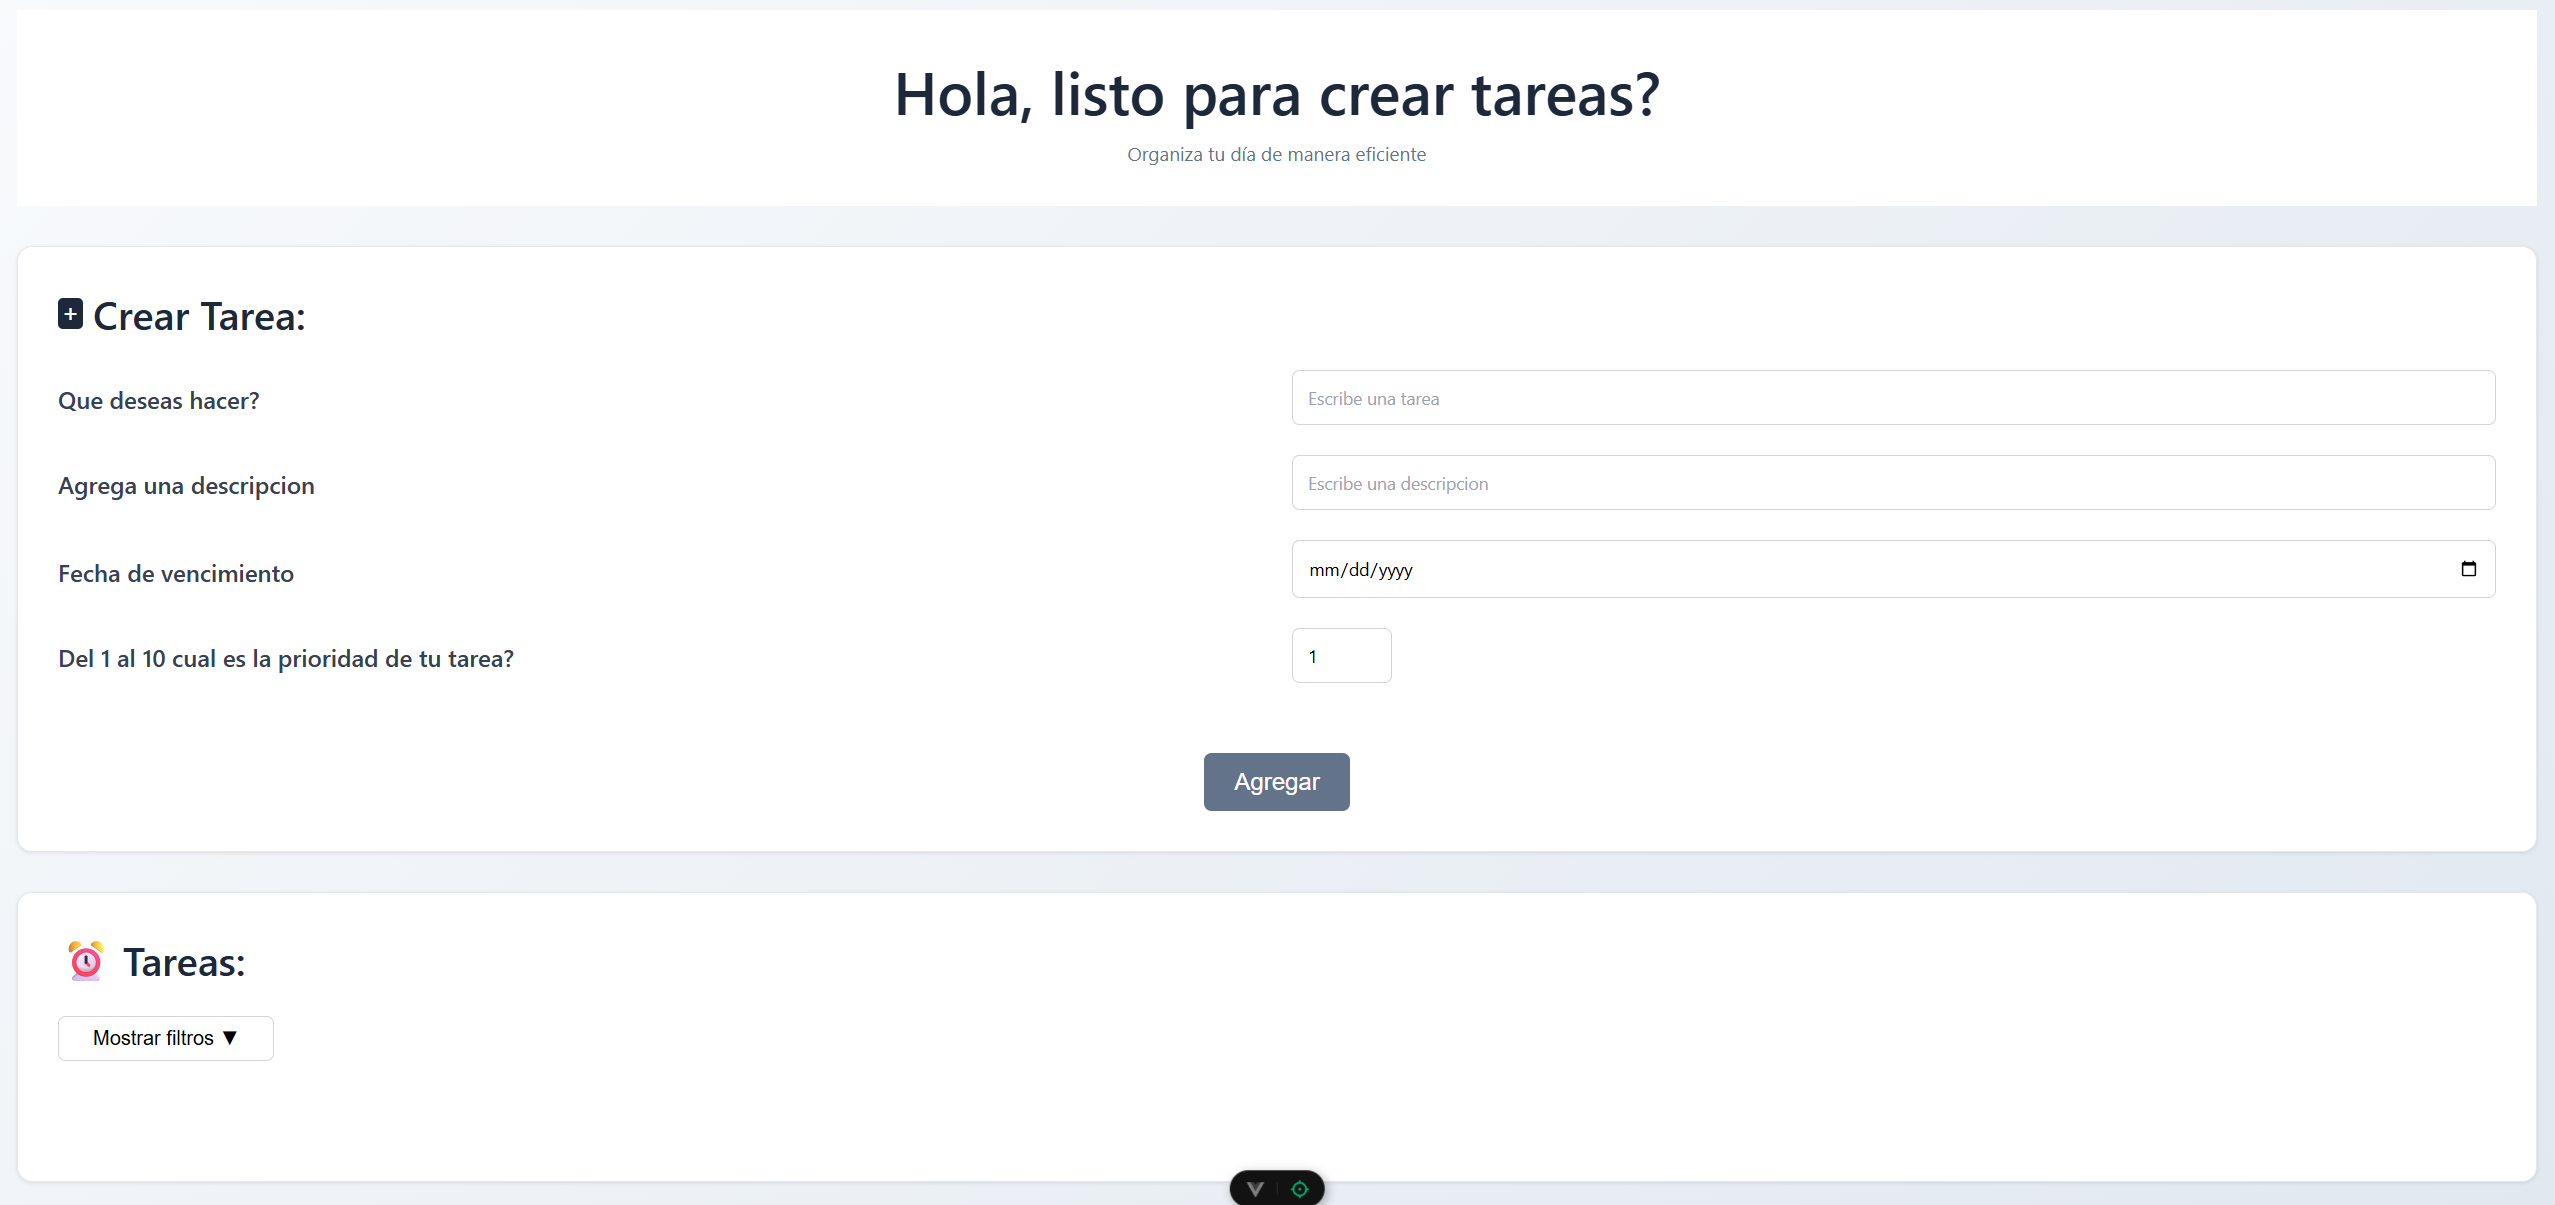 Hola, listo para crear tareas?
Organiza tu día de manera eficiente
Crear Tarea:
Que deseas hacer?
Escribe una tarea
Agrega una descripcion
Escribe una descripcion
Fecha de vencimiento
mm/dd/yyyy
Del 1 al 10 cual es la prioridad de tu tarea?
1
Agregar
Tareas:
Mostrar filtros ▼